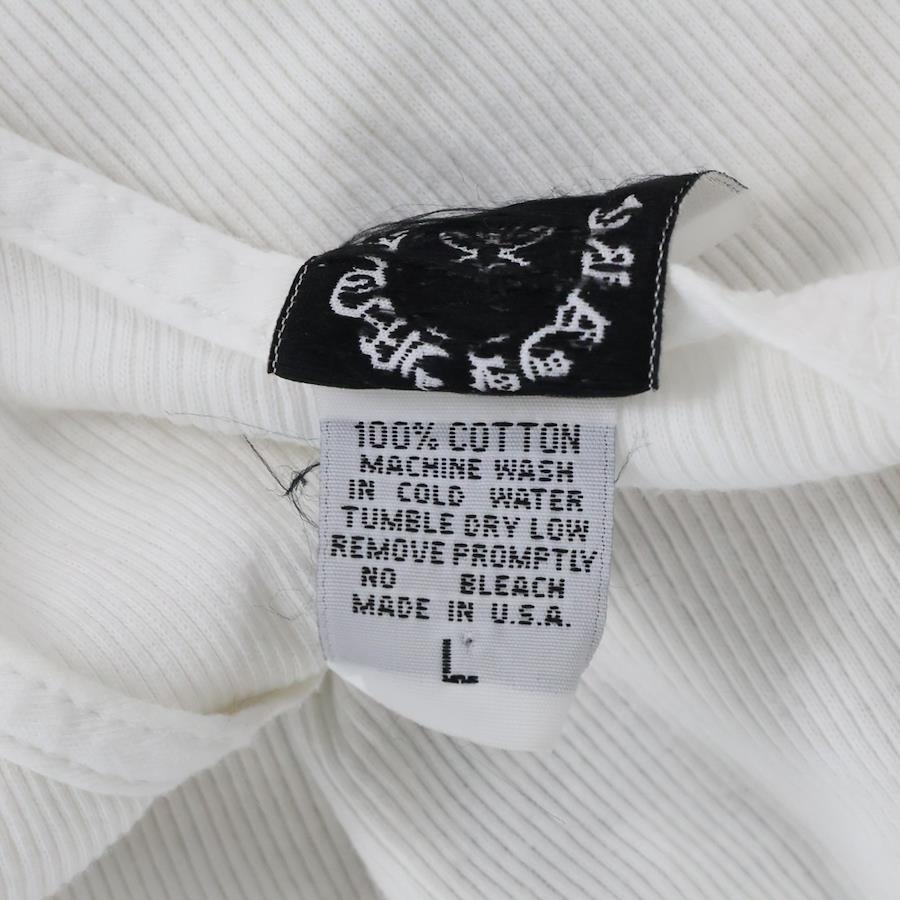 100% COTTON
MACHINE WASH
IN COLD WATER
TUMBLE DRY LOW
REMOVE PROMPTLY
NO BLEACH
MADE IN U.S.A.
L